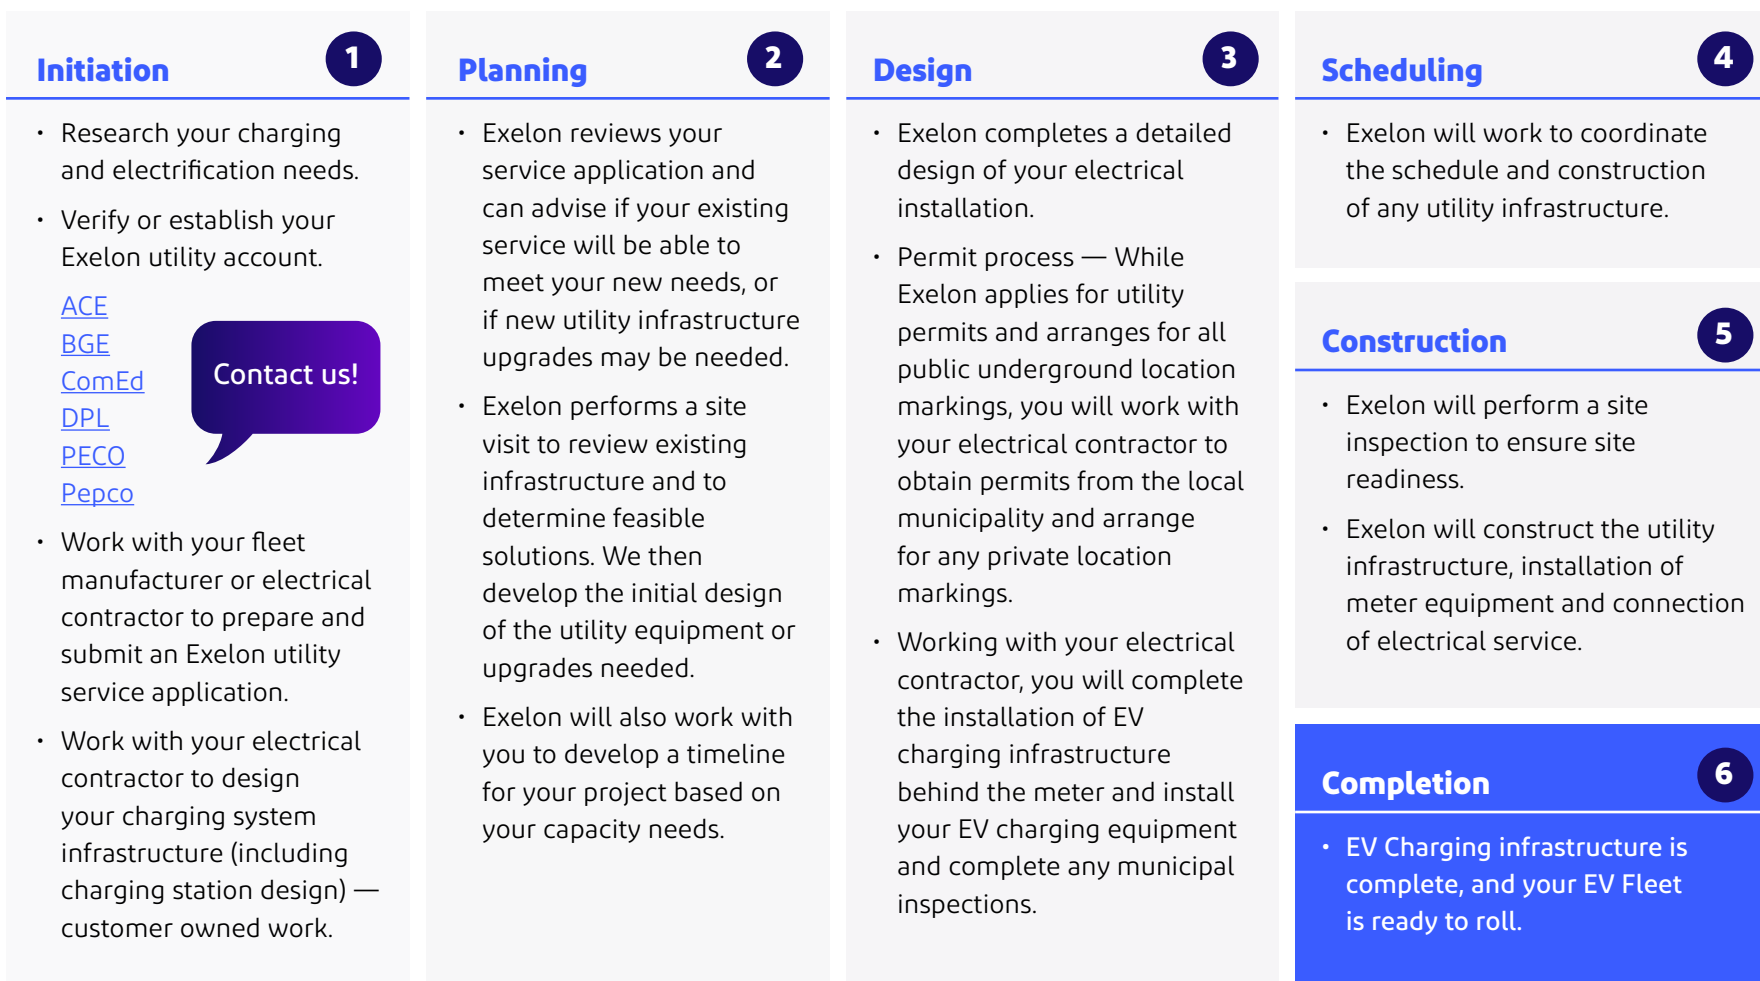 Initiation
1
• Research your charging
and electrification needs.
• Verify or establish your
Exelon utility account.
ACE
BGE
ComEd
DPL
PECO
Pepco
Contact us!
• Work with your fleet
manufacturer or electrical
contractor to prepare and
submit an Exelon utility
service application.
• Work with your electrical
contractor to design
your charging system
infrastructure (including
charging station design) —
customer owned work.
Planning
2
• Exelon reviews your
service application and
can advise if your existing
service will be able to
meet your new needs, or
if new utility infrastructure
upgrades may be needed.
• Exelon performs a site
visit to review existing
infrastructure and to
determine feasible
solutions. We then
develop the initial design
of the utility equipment or
upgrades needed.
• Exelon will also work with
you to develop a timeline
for your project based on
your capacity needs.
Design
3
• Exelon completes a detailed
design of your electrical
installation.
• Permit process — While
Exelon applies for utility
permits and arranges for all
public underground location
markings, you will work with
your electrical contractor to
obtain permits from the local
municipality and arrange
for any private location
markings.
• Working with your electrical
contractor, you will complete
the installation of EV
charging infrastructure
behind the meter and install
your EV charging equipment
and complete any municipal
inspections.
Scheduling
4
• Exelon will work to coordinate
the schedule and construction
of any utility infrastructure.
Construction
5
• Exelon will perform a site
inspection to ensure site
readiness.
• Exelon will construct the utility
infrastructure, installation of
meter equipment and connection
of electrical service.
Completion
6
• EV Charging infrastructure is
complete, and your EV Fleet
is ready to roll.